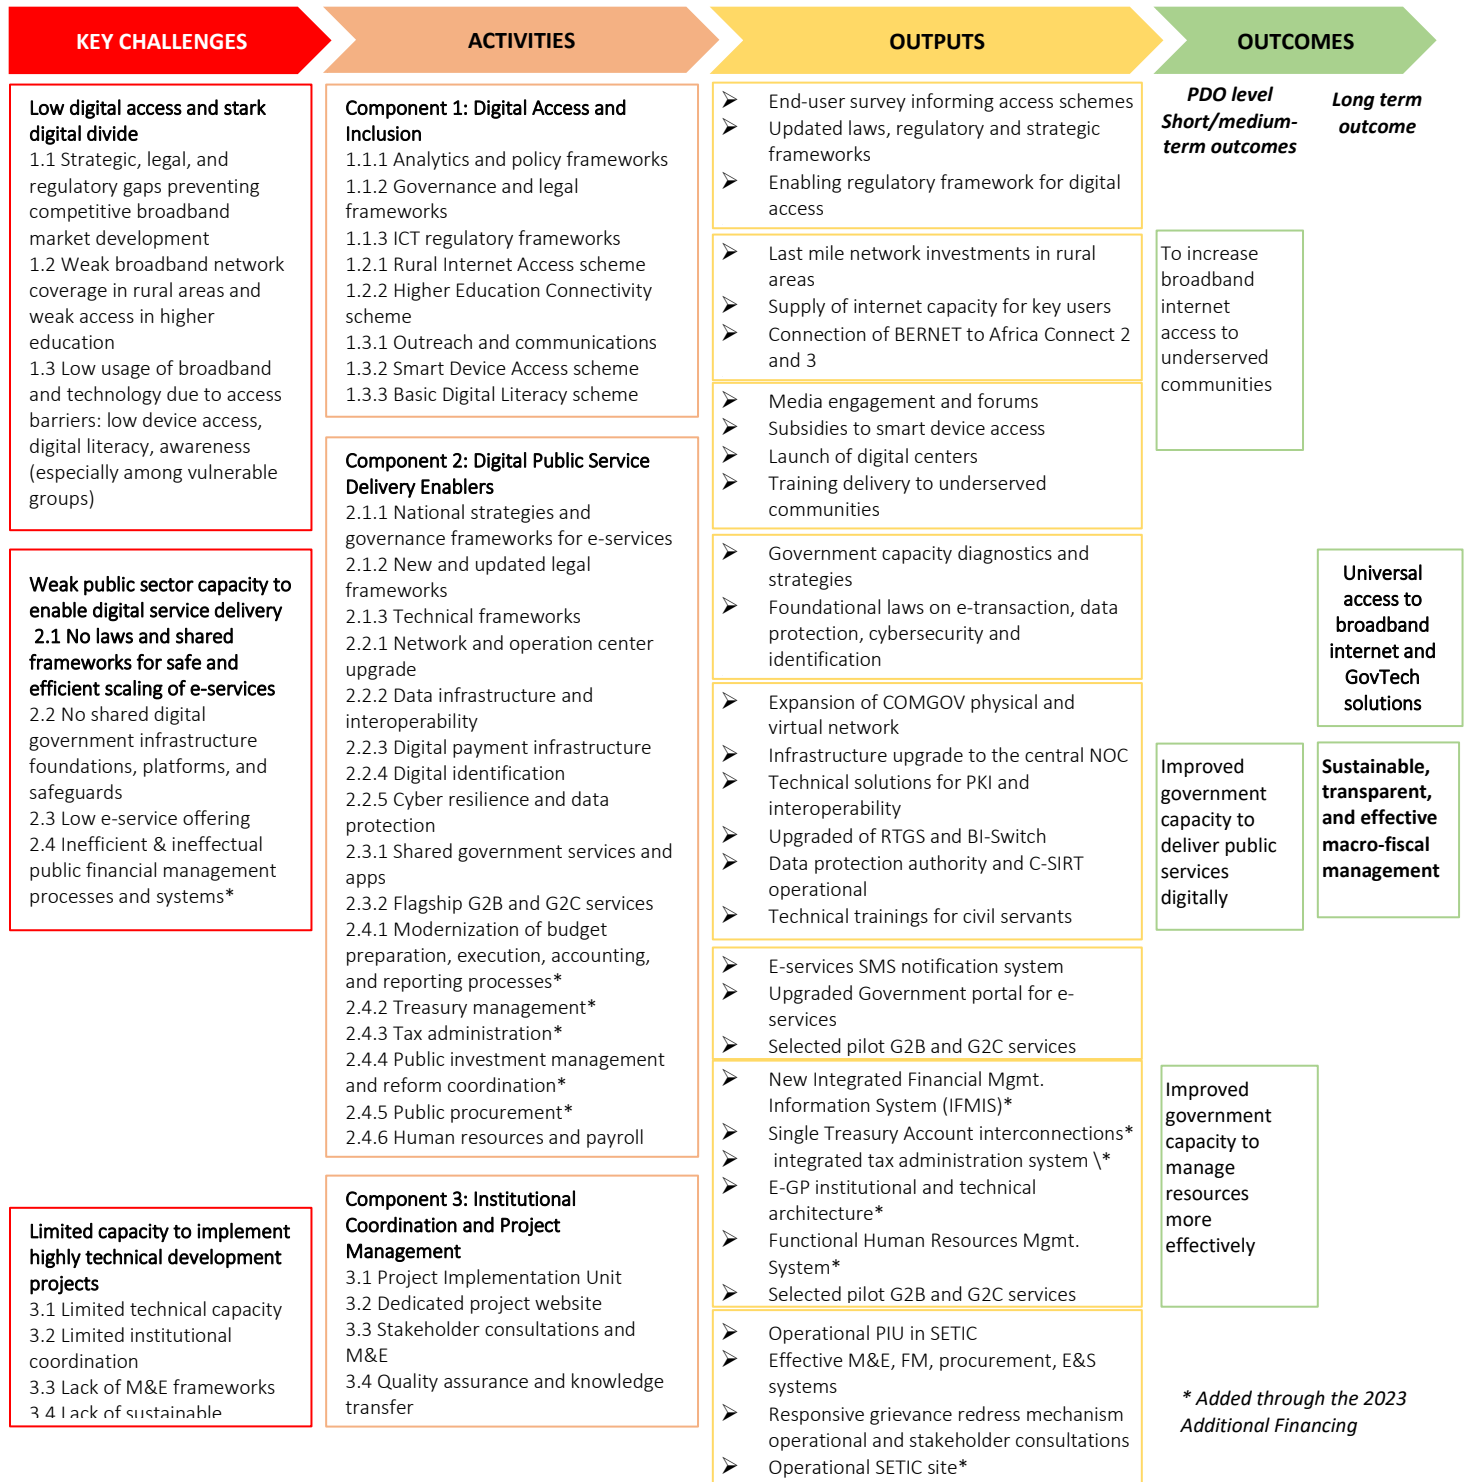 KEY CHALLENGES
ACTIVITIES
OUTPUTS
OUTCOMES
Low digital access and stark
digital divide
1.1 Strategic, legal, and
regulatory gaps preventing
competitive broadband
market development
1.2 Weak broadband network
coverage in rural areas and
weak access in higher
education
1.3 Low usage of broadband
and technology due to access
barriers: low device access,
digital literacy, awareness
(especially among vulnerable
groups)
Weak public sector capacity to
enable digital service delivery
2.1 No laws and shared
frameworks for safe and
efficient scaling of e-services
2.2 No shared digital
government infrastructure
foundations, platforms, and
safeguards
2.3 Low e-service offering
2.4 Inefficient & ineffectual
public financial management
processes and systems*
Limited capacity to implement
highly technical development
projects
3.1 Limited technical capacity
3.2 Limited institutional
coordination
3.3 Lack of M&E frameworks
3.4 Lack of sustainable
Component 1: Digital Access and
Inclusion
1.1.1 Analytics and policy frameworks
1.1.2 Governance and legal
frameworks
1.1.3 ICT regulatory frameworks
1.2.1 Rural Internet Access scheme
1.2.2 Higher Education Connectivity
scheme
1.3.1 Outreach and communications
1.3.2 Smart Device Access scheme
1.3.3 Basic Digital Literacy scheme
Component 2: Digital Public Service
Delivery Enablers
2.1.1 National strategies and
governance frameworks for e-services
2.1.2 New and updated legal
frameworks
2.1.3 Technical frameworks
2.2.1 Network and operation center
upgrade
2.2.2 Data infrastructure and
interoperability
2.2.3 Digital payment infrastructure
2.2.4 Digital identification
2.2.5 Cyber resilience and data
protection
2.3.1 Shared government services and
apps
2.3.2 Flagship G2B and G2C services
2.4.1 Modernization of budget
preparation, execution, accounting,
and reporting processes*
2.4.2 Treasury management*
2.4.3 Tax administration*
2.4.4 Public investment management
and reform coordination*
2.4.5 Public procurement*
2.4.6 Human resources and payroll
Component 3: Institutional
Coordination and Project
Management
3.1 Project Implementation Unit
3.2 Dedicated project website
3.3 Stakeholder consultations and
M&E
3.4 Quality assurance and knowledge
transfer
➢ End-user survey informing access schemes
➢ Updated laws, regulatory and strategic
frameworks
➢ Enabling regulatory framework for digital
access
➢ Last mile network investments in rural
areas
➢ Supply of internet capacity for key users
➢ Connection of BERNET to Africa Connect 2
and 3
➢ Media engagement and forums
➢ Subsidies to smart device access
➢ Launch of digital centers
➢ Training delivery to underserved
communities
➢ Government capacity diagnostics and
strategies
➢ Foundational laws on e-transaction, data
protection, cybersecurity and
identification
➢ Expansion of COMGOV physical and
virtual network
➢ Infrastructure upgrade to the central NOC
➢ Technical solutions for PKI and
interoperability
➢ Upgraded of RTGS and BI-Switch
➢ Data protection authority and C-SIRT
operational
➢ Technical trainings for civil servants
➢ E-services SMS notification system
➢ Upgraded Government portal for e-
services
➢ Selected pilot G2B and G2C services
➢ New Integrated Financial Mgmt.
Information System (IFMIS)*
➢ Single Treasury Account interconnections*
➢ integrated tax administration system \*
➢ E-GP institutional and technical
architecture*
➢ Functional Human Resources Mgmt.
System*
➢ Selected pilot G2B and G2C services
➢ Operational PIU in SETIC
➢ Effective M&E, FM, procurement, E&S
systems
➢ Responsive grievance redress mechanism
operational and stakeholder consultations
➢ Operational SETIC site*
PDO level
Short/medium-
term outcomes
To increase
broadband
internet
access to
underserved
communities
Improved
government
capacity to
deliver public
services
digitally
Improved
government
capacity to
manage
resources
more
effectively
Long term
outcome
Universal
access to
broadband
internet and
GovTech
solutions
Sustainable,
transparent,
and effective
macro-fiscal
management
* Added through the 2023
Additional Financing